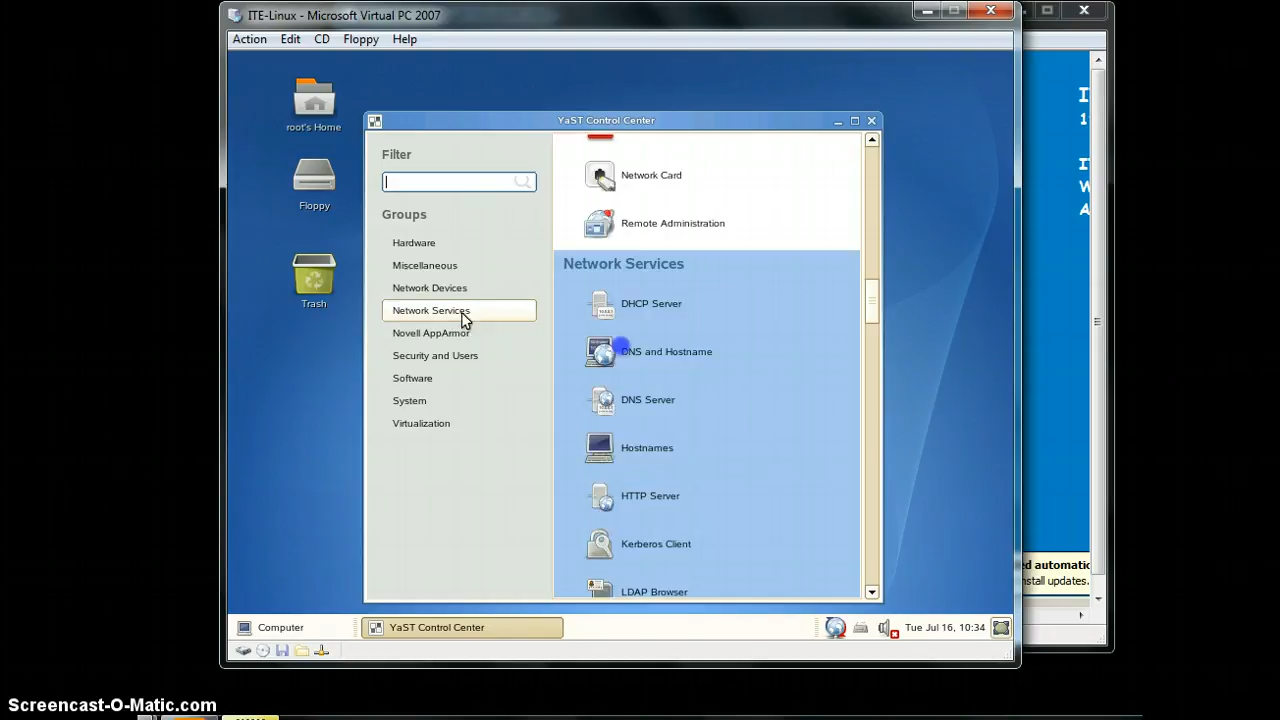 ITE-Linux - Microsoft Virtual PC 2007
Action Edit CD Floppy Help
root's Home
Floppy
Trash
YaST Control Center
Filter
Groups
Hardware
Miscellaneous
Network Devices
Network Services
Novell AppArmor
Security and Users
Software
System
Virtualization
Network Card
Remote Administration
Network Services
DHCP Server
DNS and Hostname
DNS Server
Hostnames
HTTP Server
Kerberos Client
LDAP Browser
ed automatic
nstall updates.
Computer
YaST Control Center
Tue Jul 16, 10:34
Screencast-O-Matic.com